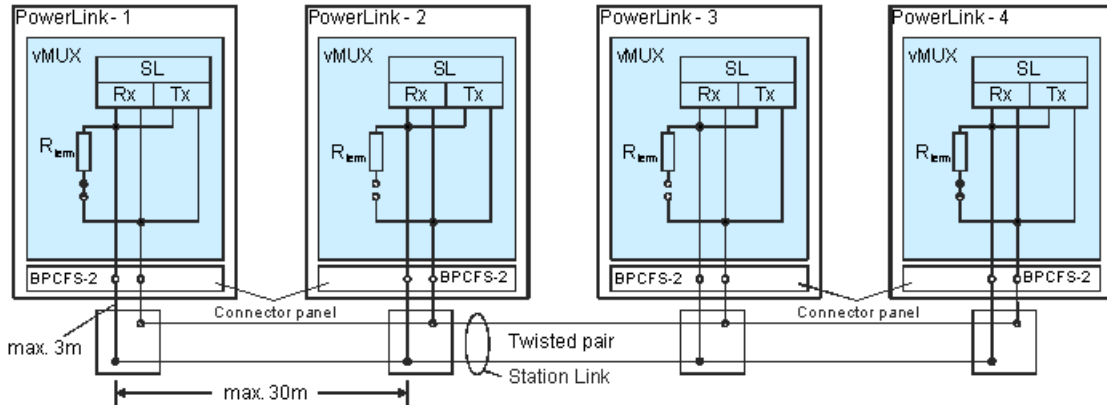 PowerLink - 1
PowerLink - 2
PowerLink - 3
PowerLink - 4
vMUX
vMUX
vMUX
vMUX
SL
SL
SL
SL
Rx Tx
Rx Tx
Rx Tx
Rx Tx
Rterm
Rterm
Rterm
Rterm
BPCFS-2
BPCFS-2
BPCFS-2
BPCFS-2
Connector panel
Connector panel
max. 3m
Twisted pair
Station Link
max. 30m